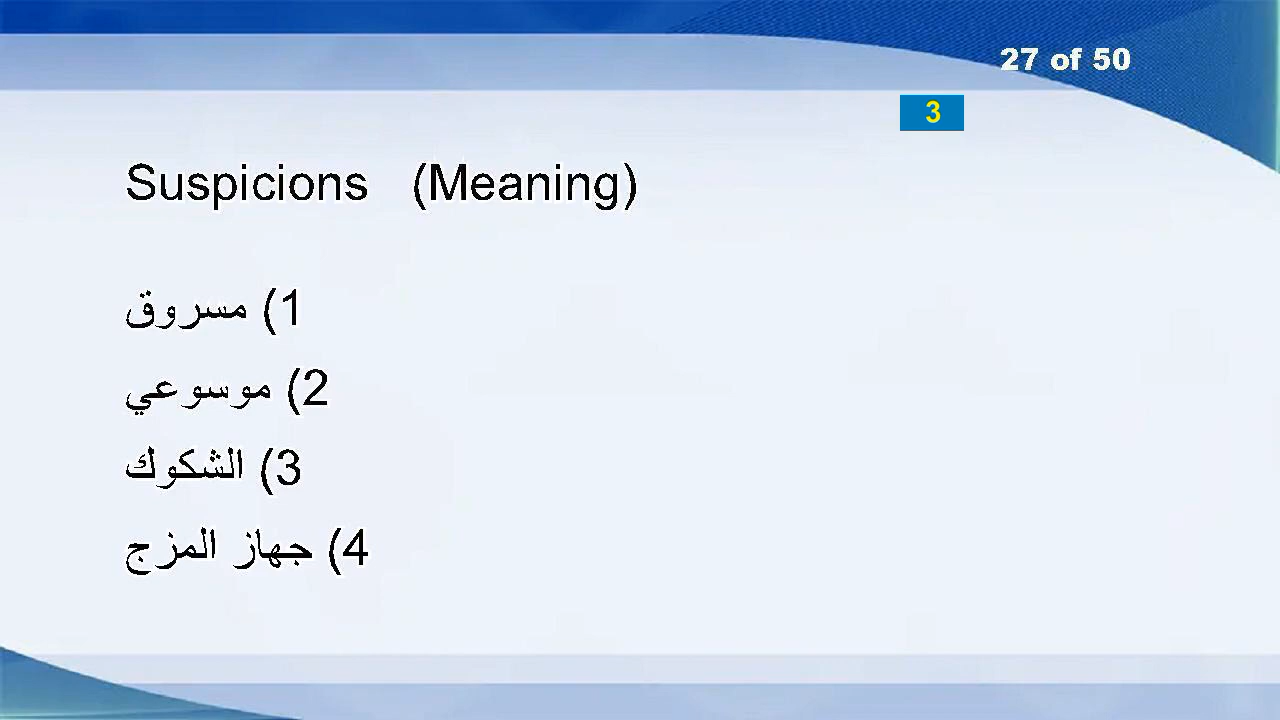 27 of 50
3
Suspicions (Meaning)
1) مسروق
2) موسوعي
3) الشكوك
4) جهاز المزج